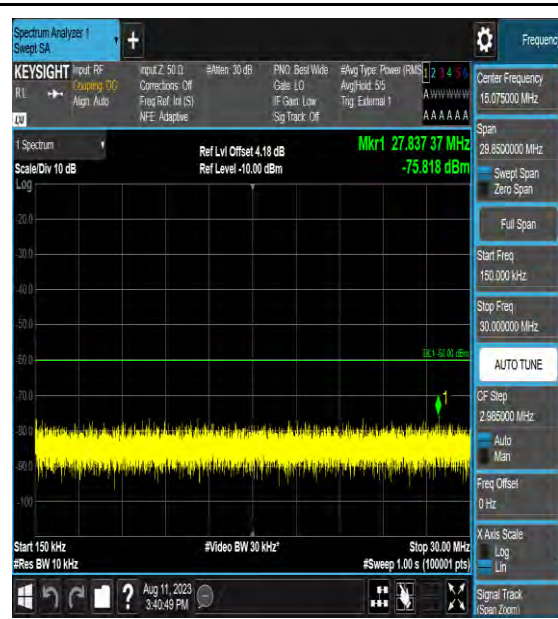 Spectrum Analyzer 1
Swept SA
Frequency
KEYSIGHT Input: RF
Coupling: DC
Align: Auto
Input Z: 50 Ω
Corrections: Off
Freq Ref: Int (S)
NFE: Adaptive
#Atten: 30 dB
PNO: Best Wide
Gate: LO
IF Gain: Low
Sig Track: Off
#Avg Type: Power (RMS
Avg|Hold: 5/5
Trig: External 1
1 2 3 4 5 6
A W W W W W
A A A A A A
RL
LW
1 Spectrum
Scale/Div 10 dB
Log
Ref Lvl Offset 4.18 dB
Ref Level -10.00 dBm
Mkr1 27.837 37 MHz
-75.818 dBm
-20.0
-30.0
-40.0
-50.0
-60.0
-70.0
-80.0
-90.0
-100
DL1 -60.00 dBm
1
Start 150 kHz
#Res BW 10 kHz
#Video BW 30 kHz*
Stop 30.00 MHz
#Sweep 1.00 s (100001 pts)
Aug 11, 2023
3:40:49 PM
Center Frequency
15.075000 MHz
Span
29.8500000 MHz
Swept Span
Zero Span
Full Span
Start Freq
150.000 kHz
Stop Freq
30.000000 MHz
AUTO TUNE
CF Step
2.985000 MHz
Auto
Man
Freq Offset
0 Hz
X Axis Scale
Log
Lin
Signal Track
(Span Zoom)